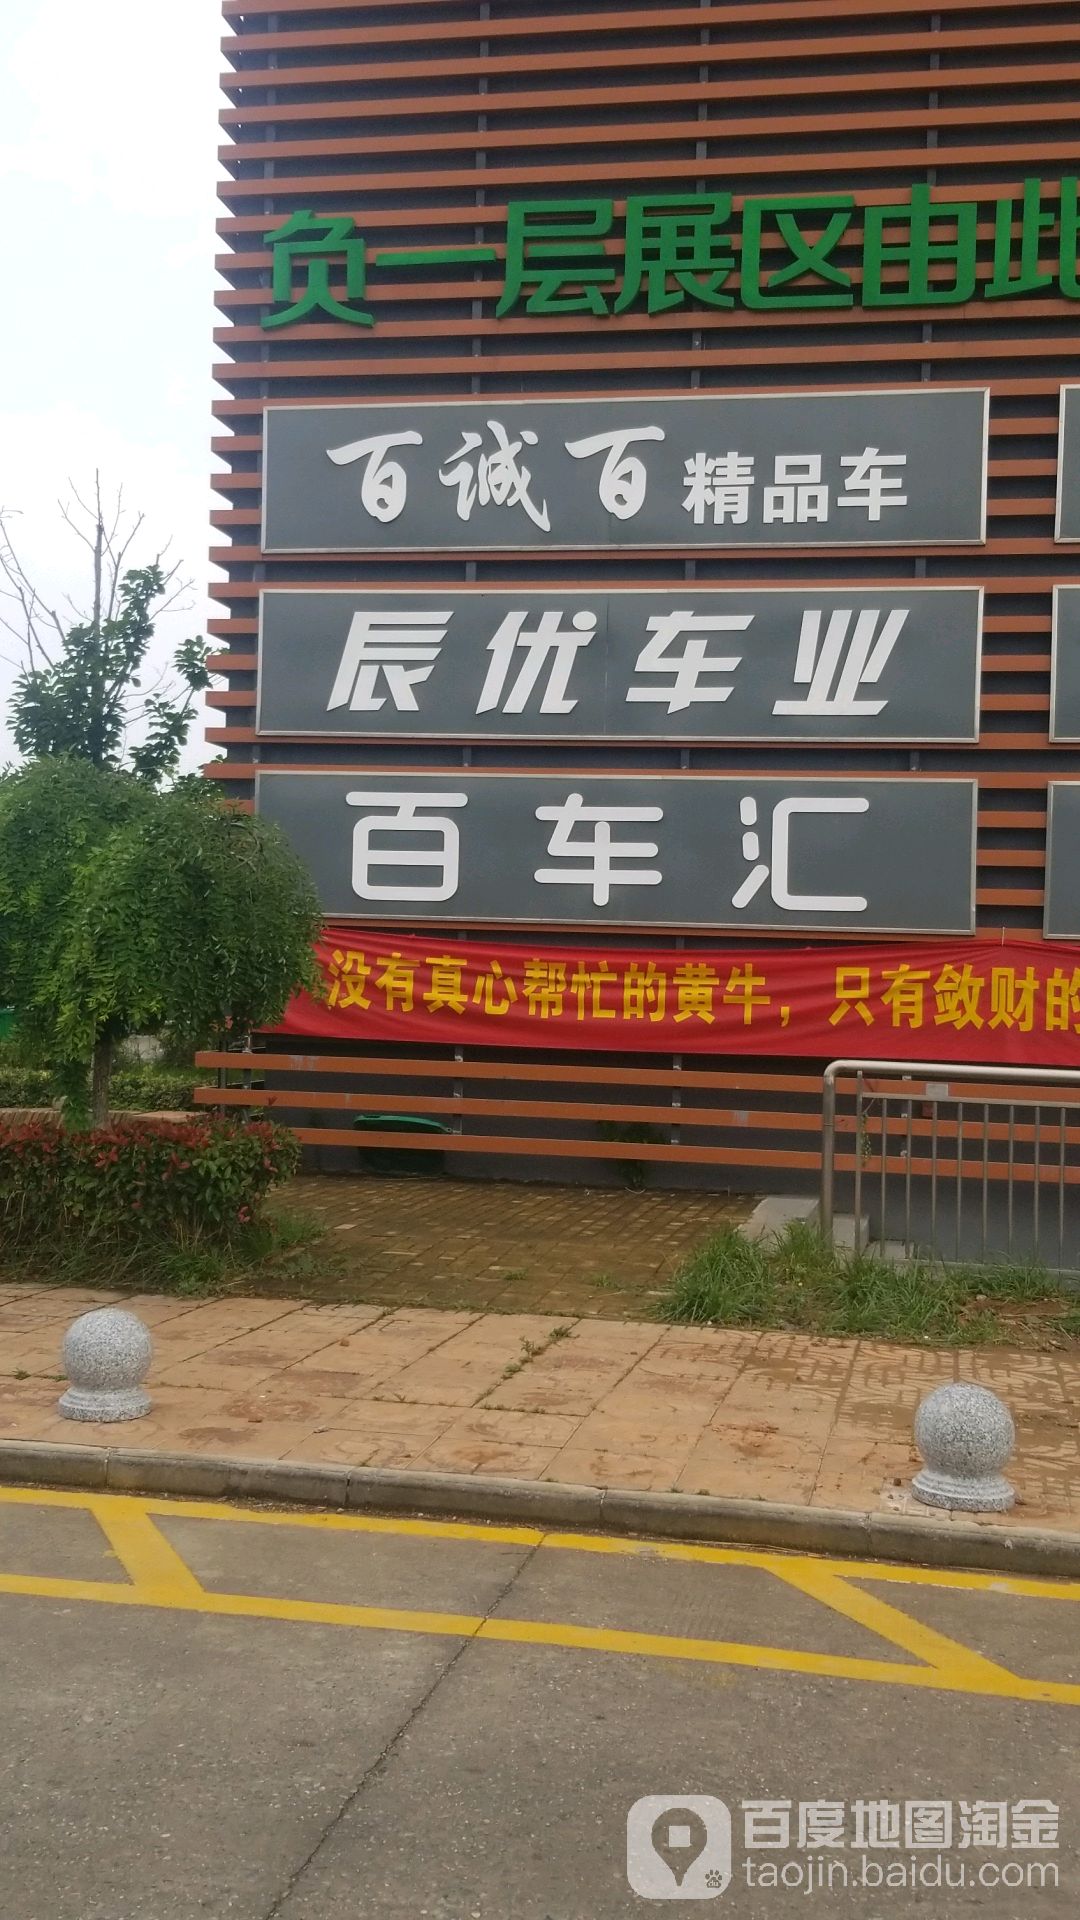 负一层展区由此
百诚百精品车
辰优车业
百车汇
没有真心帮忙的黄牛，只有敛财的
百度地图淘金
taojin.baidu.com